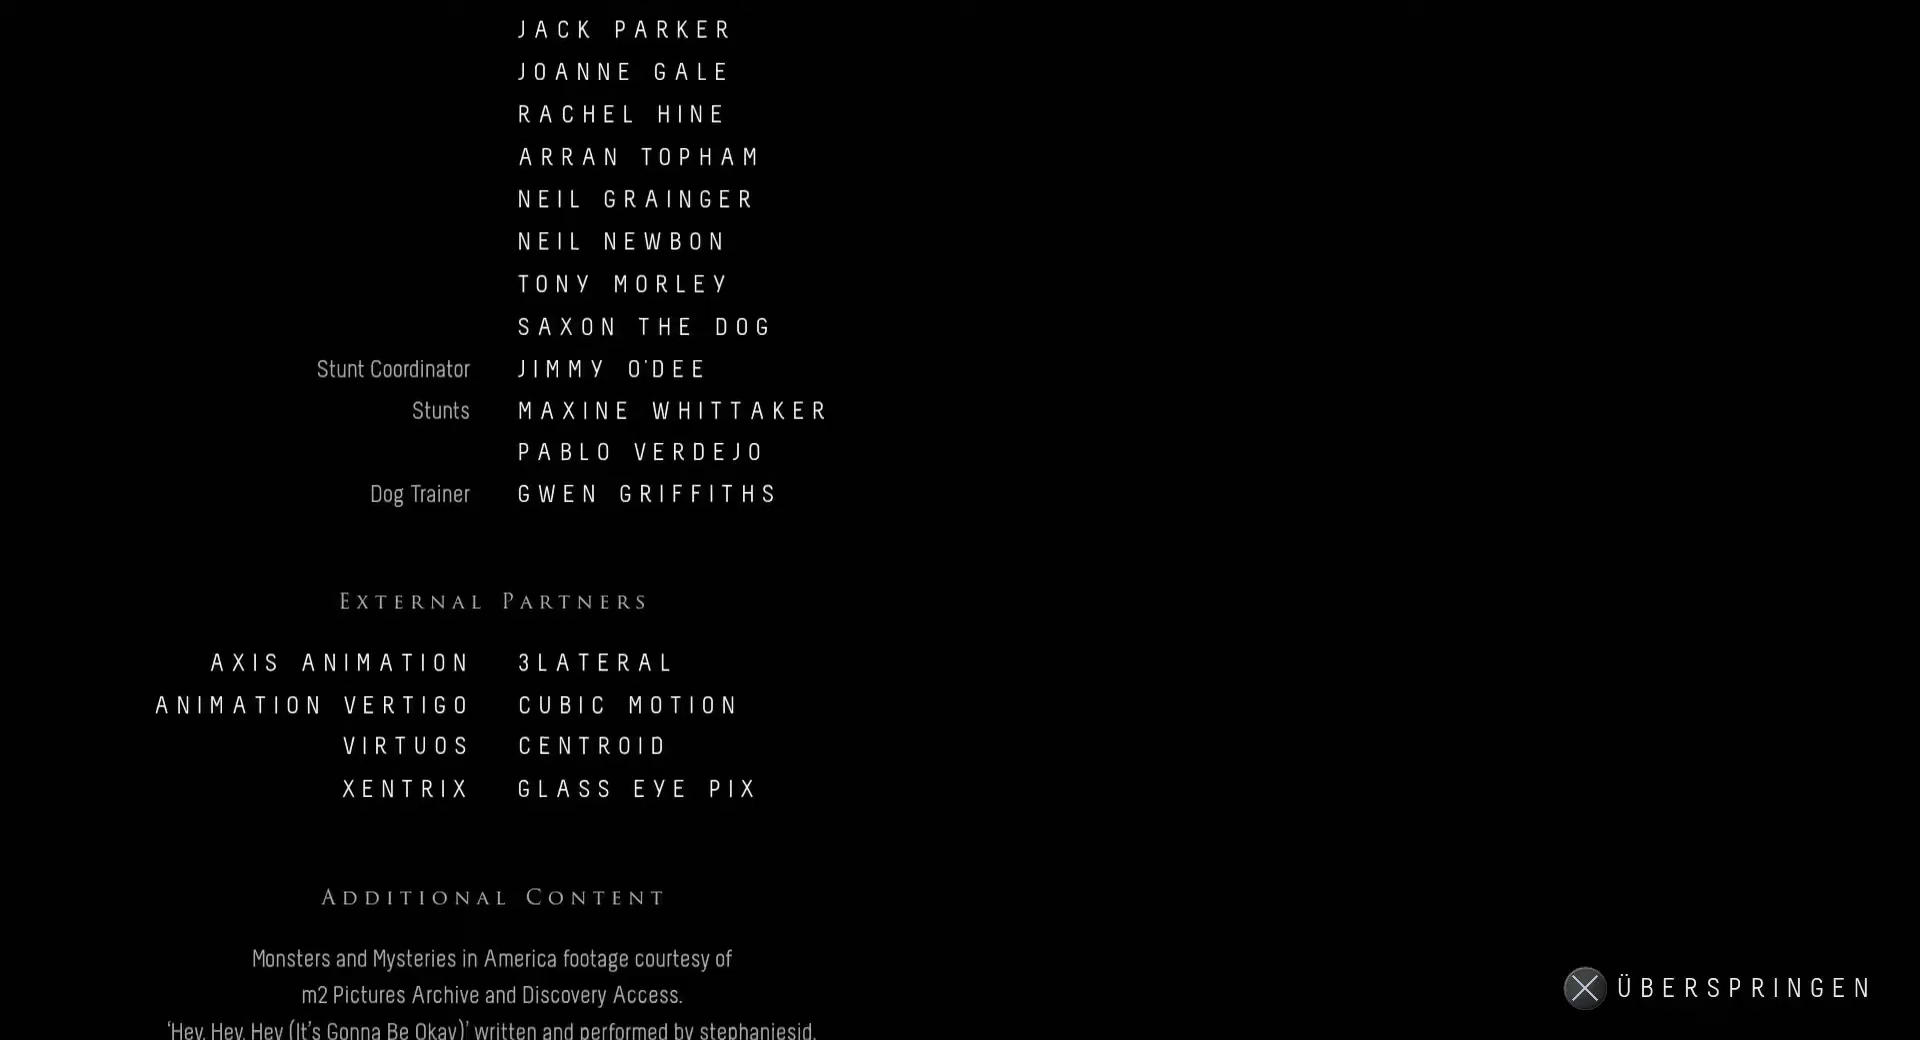 JACK PARKER
JOANNE GALE
RACHEL HINE
ARRAN TOPHAM
NEIL GRAINGER
NEIL NEWBON
TONY MORLEY
SAXON THE DOG
Stunt Coordinator JIMMY O'DEE
Stunts MAXINE WHITTAKER
PABLO VERDEJO
Dog Trainer GWEN GRIFFITHS
EXTERNAL PARTNERS
AXIS ANIMATION 3LATERAL
ANIMATION VERTIGO CUBIC MOTION
VIRTUOS CENTROID
XENTRIX GLASS EYE PIX
ADDITIONAL CONTENT
Monsters and Mysteries in America footage courtesy of
m2 Pictures Archive and Discovery Access.
'Hey, Hey, Hey (It's Gonna Be Okay)' written and performed by stephaniesid.
ÜBERSPRINGEN